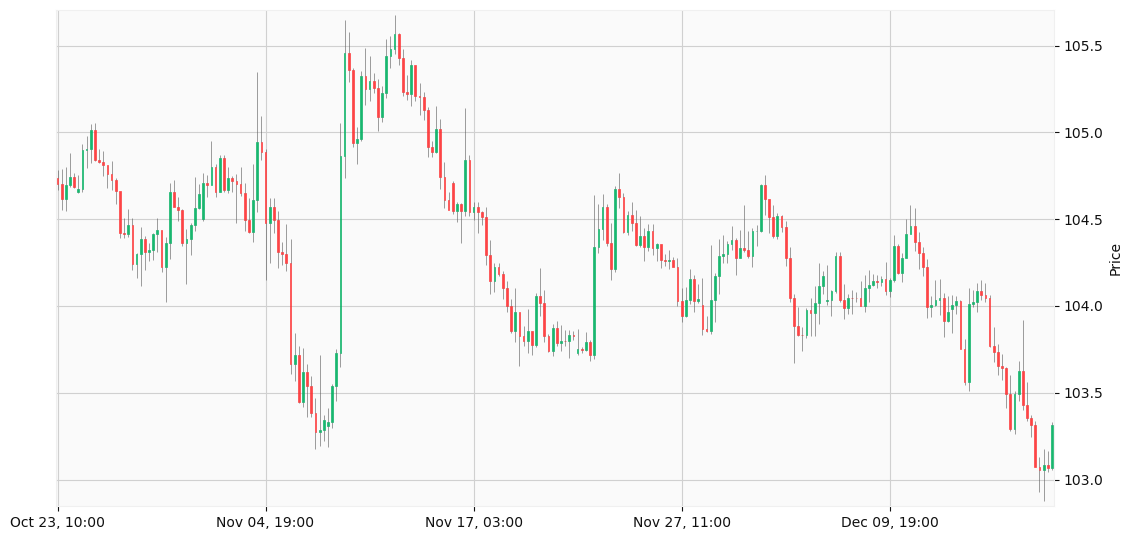 105.5
105.0
104.5
104.0
103.5
103.0
Price
Oct 23, 10:00
Nov 04, 19:00
Nov 17, 03:00
Nov 27, 11:00
Dec 09, 19:00